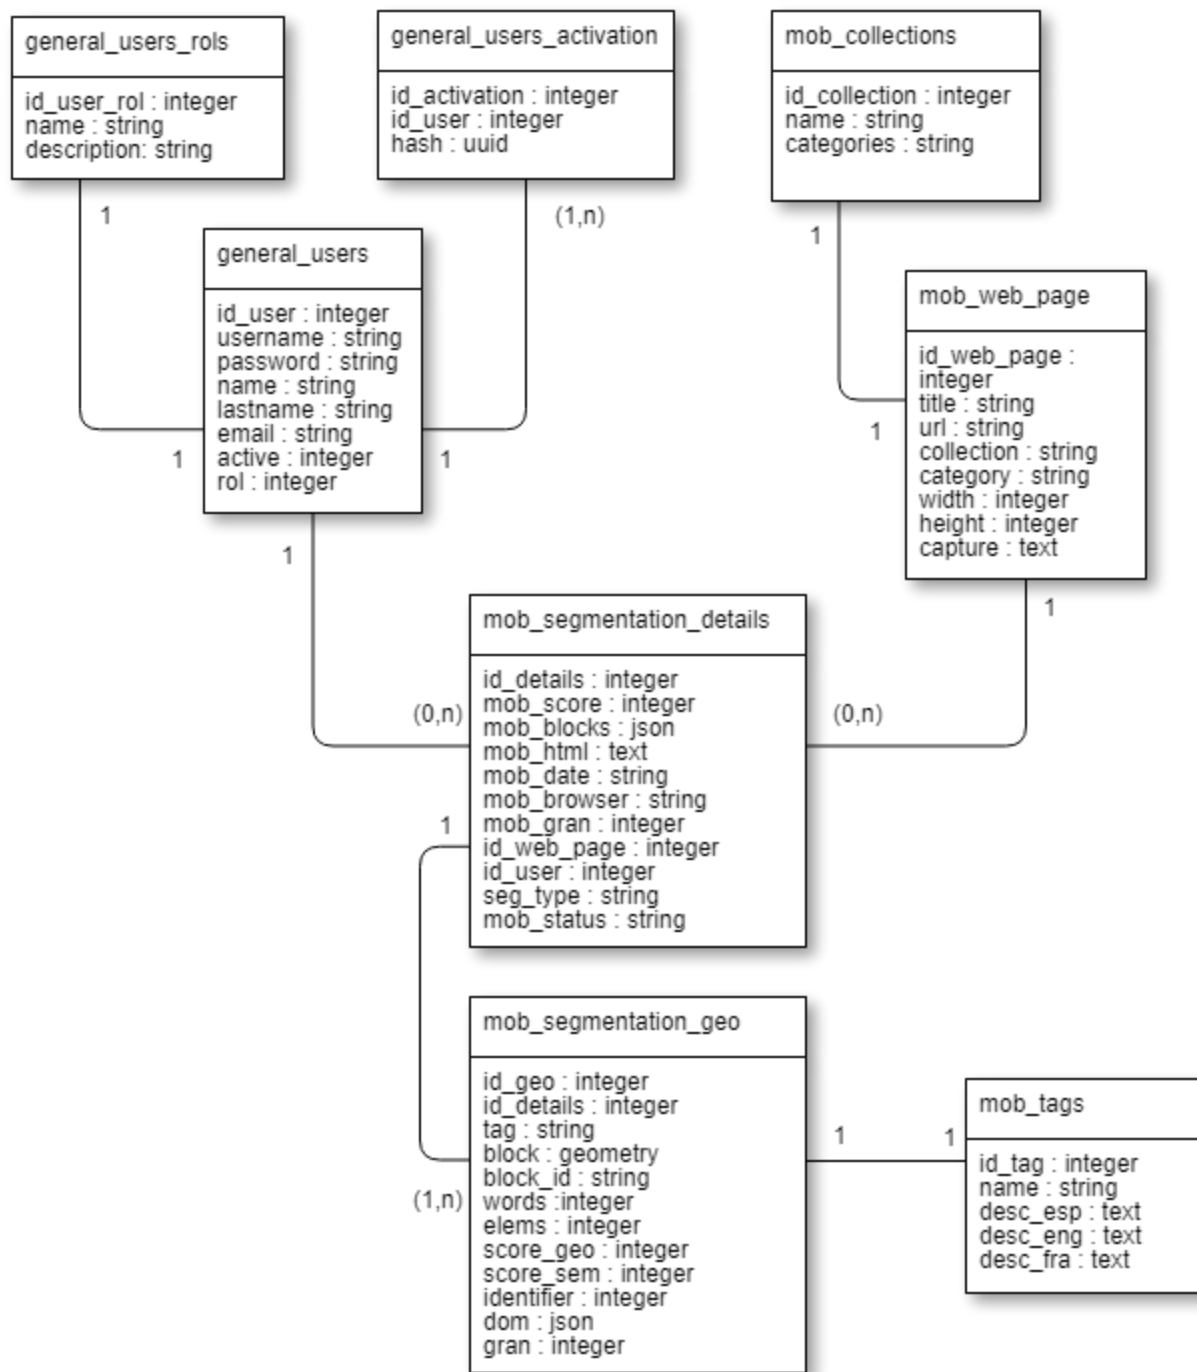 general_users_rols
id_user_rol : integer
name : string
description: string
general_users_activation
id_activation : integer
id_user : integer
hash : uuid
mob_collections
id_collection : integer
name : string
categories : string
1
(1,n)
1
general_users
id_user : integer
username : string
password : string
name : string
lastname : string
email : string
active : integer
rol : integer
1
1
mob_web_page
id_web_page :
integer
title : string
url : string
collection : string
category : string
width : integer
height : integer
capture : text
1
1
1
mob_segmentation_details
id_details : integer
mob_score : integer
mob_blocks : json
mob_html : text
mob_date : string
mob_browser : string
mob_gran : integer
id_web_page : integer
id_user : integer
seg_type : string
mob_status : string
(0,n)
(0,n)
1
mob_segmentation_geo
id_geo : integer
id_details : integer
tag : string
block : geometry
block_id : string
words :integer
elems : integer
score_geo : integer
score_sem : integer
identifier : integer
dom : json
gran : integer
(1,n)
1
1
mob_tags
id_tag : integer
name : string
desc_esp : text
desc_eng : text
desc_fra : text